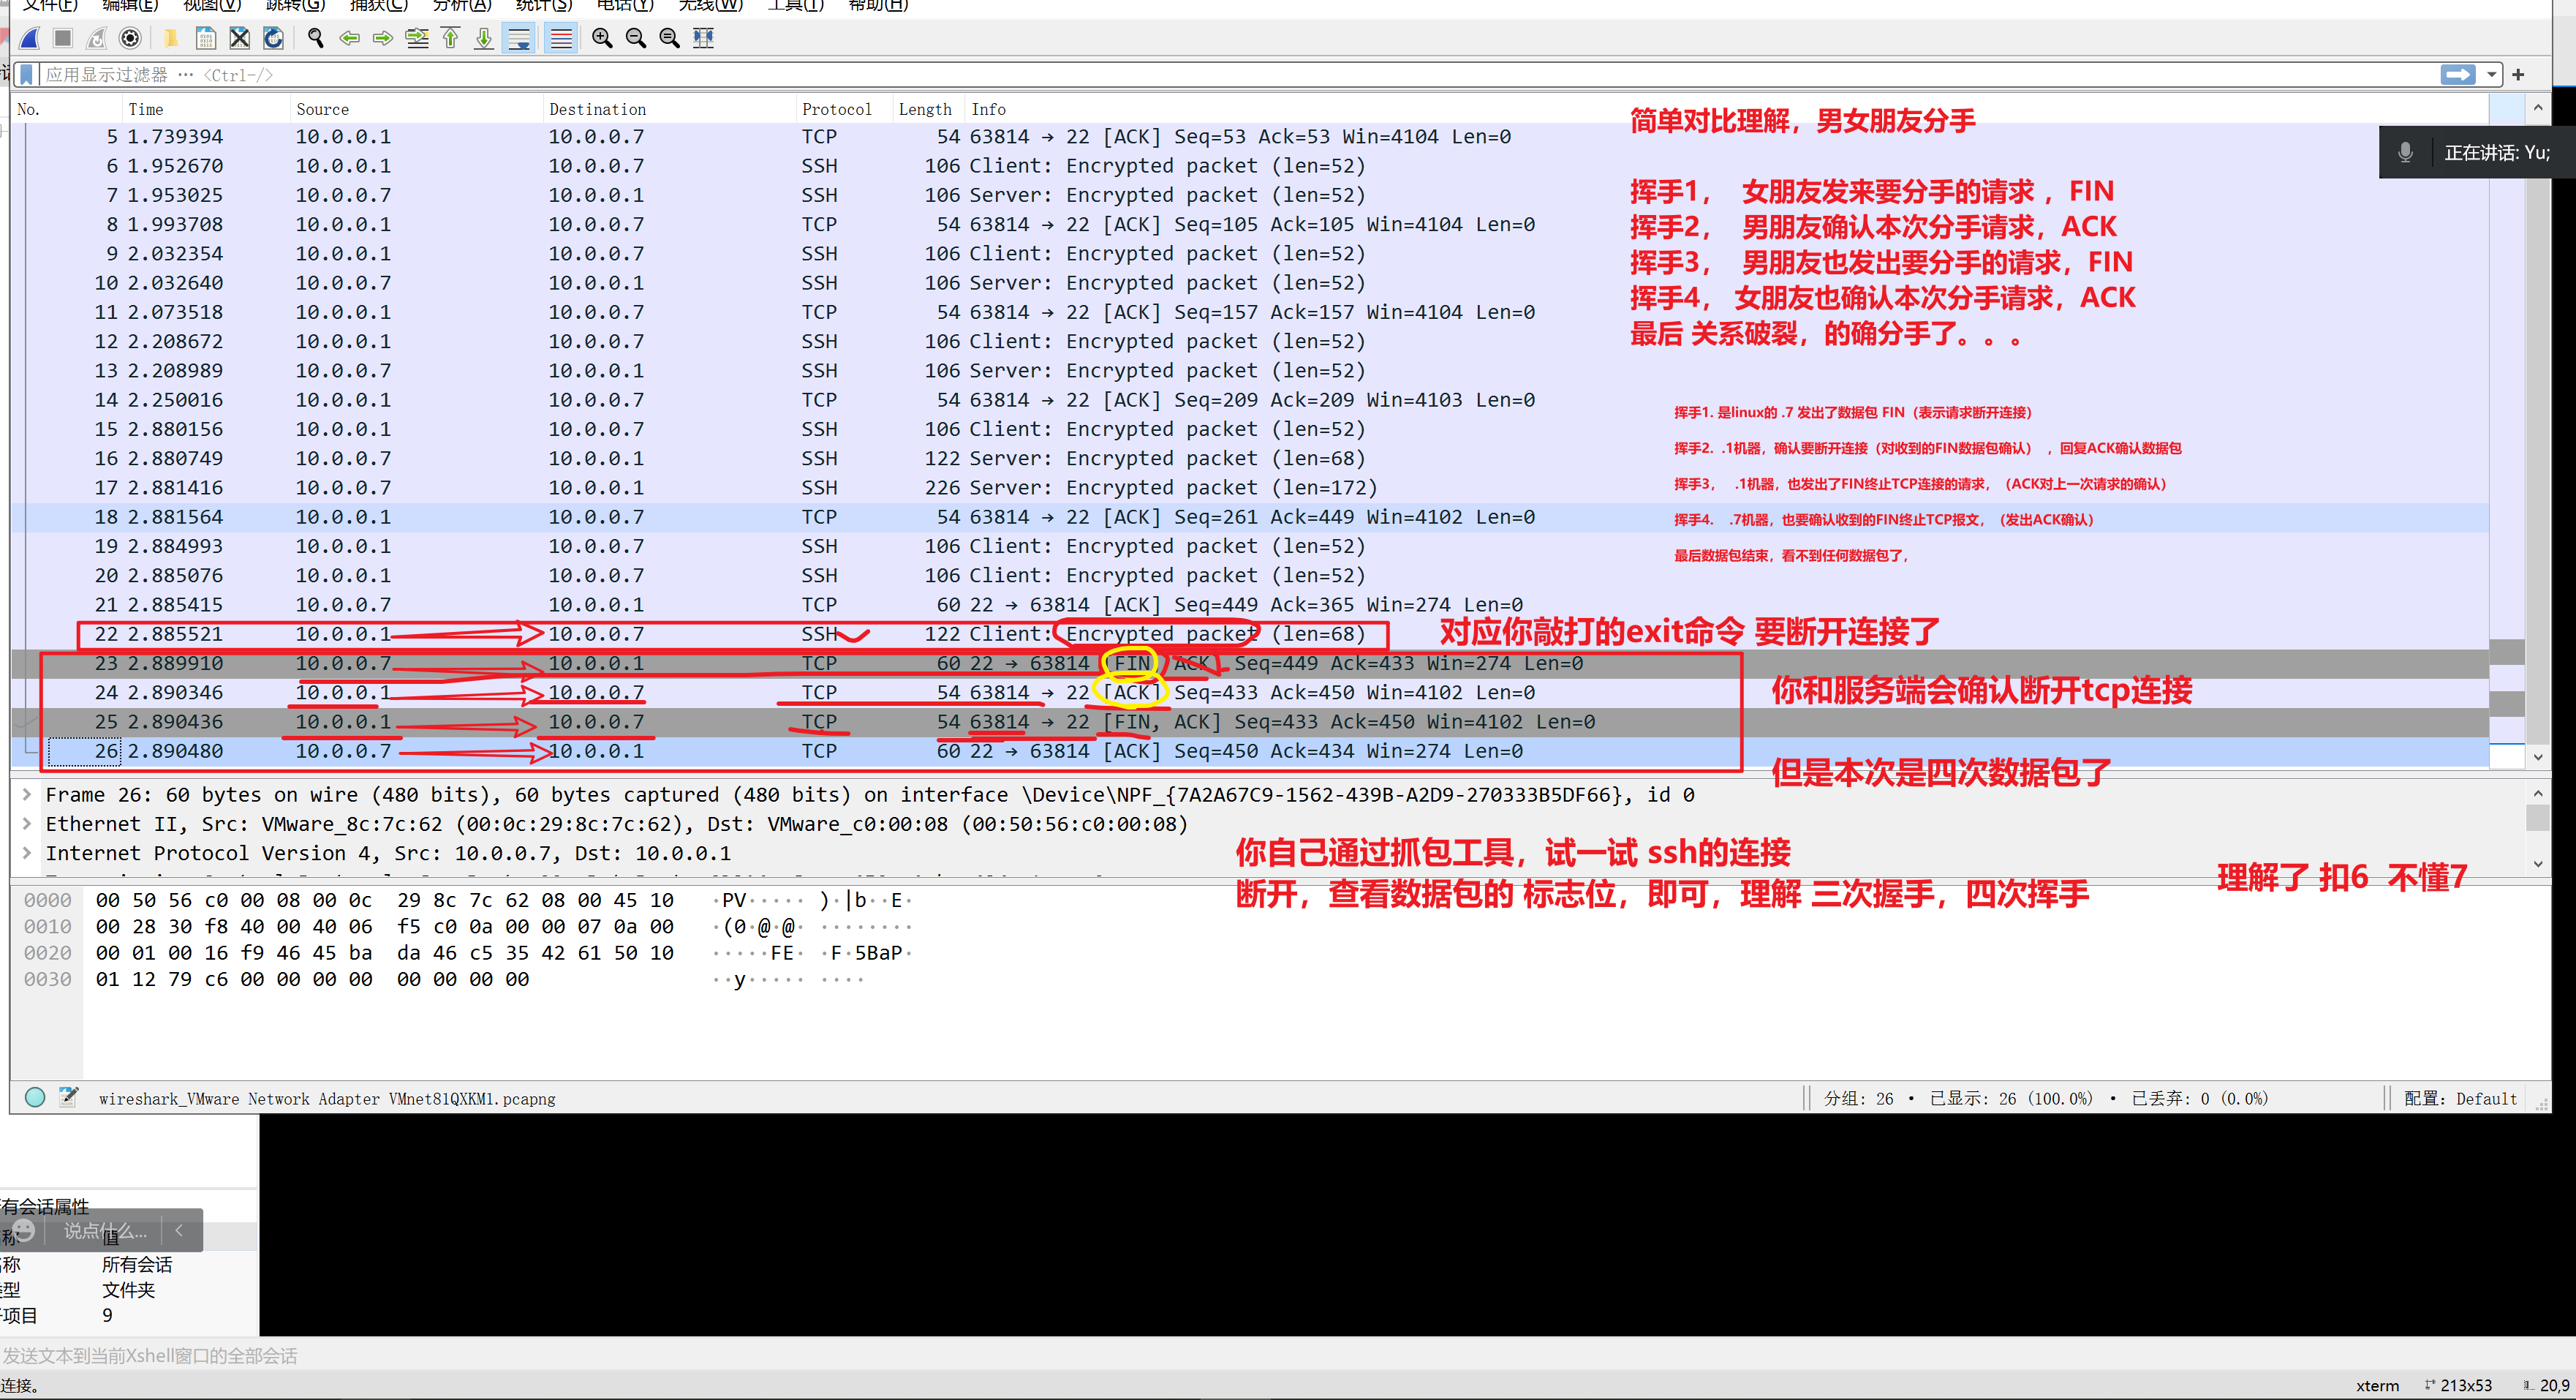 文件(F) 编辑(E) 视图(V) 跳转(G) 捕获(C) 分析(A) 统计(S) 电话(Y) 无线(W) 工具(T) 帮助(H)
应用显示过滤器 … <Ctrl-/>
No. Time Source Destination Protocol Length Info
5 1.739394 10.0.0.1 10.0.0.7 TCP 54 63814 → 22 [ACK] Seq=53 Ack=53 Win=4104 Len=0
6 1.952670 10.0.0.1 10.0.0.7 SSH 106 Client: Encrypted packet (len=52)
7 1.953025 10.0.0.7 10.0.0.1 SSH 106 Server: Encrypted packet (len=52)
8 1.993708 10.0.0.1 10.0.0.7 TCP 54 63814 → 22 [ACK] Seq=105 Ack=105 Win=4104 Len=0
9 2.032354 10.0.0.1 10.0.0.7 SSH 106 Client: Encrypted packet (len=52)
10 2.032640 10.0.0.7 10.0.0.1 SSH 106 Server: Encrypted packet (len=52)
11 2.073518 10.0.0.1 10.0.0.7 TCP 54 63814 → 22 [ACK] Seq=157 Ack=157 Win=4104 Len=0
12 2.208672 10.0.0.1 10.0.0.7 SSH 106 Client: Encrypted packet (len=52)
13 2.208989 10.0.0.7 10.0.0.1 SSH 106 Server: Encrypted packet (len=52)
14 2.250016 10.0.0.1 10.0.0.7 TCP 54 63814 → 22 [ACK] Seq=209 Ack=209 Win=4103 Len=0
15 2.880156 10.0.0.1 10.0.0.7 SSH 106 Client: Encrypted packet (len=52)
16 2.880749 10.0.0.7 10.0.0.1 SSH 122 Server: Encrypted packet (len=68)
17 2.881416 10.0.0.7 10.0.0.1 SSH 226 Server: Encrypted packet (len=172)
18 2.881564 10.0.0.1 10.0.0.7 TCP 54 63814 → 22 [ACK] Seq=261 Ack=449 Win=4102 Len=0
19 2.884993 10.0.0.1 10.0.0.7 SSH 106 Client: Encrypted packet (len=52)
20 2.885076 10.0.0.1 10.0.0.7 SSH 106 Client: Encrypted packet (len=52)
21 2.885415 10.0.0.7 10.0.0.1 TCP 60 22 → 63814 [ACK] Seq=449 Ack=365 Win=274 Len=0
22 2.885521 10.0.0.1 10.0.0.7 SSH 122 Client: Encrypted packet (len=68)
23 2.889910 10.0.0.7 10.0.0.1 TCP 60 22 → 63814 [FIN, ACK] Seq=449 Ack=433 Win=274 Len=0
24 2.890346 10.0.0.1 10.0.0.7 TCP 54 63814 → 22 [ACK] Seq=433 Ack=450 Win=4102 Len=0
25 2.890436 10.0.0.1 10.0.0.7 TCP 54 63814 → 22 [FIN, ACK] Seq=433 Ack=450 Win=4102 Len=0
26 2.890480 10.0.0.7 10.0.0.1 TCP 60 22 → 63814 [ACK] Seq=450 Ack=434 Win=274 Len=0
简单对比理解，男女朋友分手
正在讲话: Yu;
挥手1， 女朋友发来要分手的请求 ，FIN
挥手2， 男朋友确认本次分手请求，ACK
挥手3， 男朋友也发出要分手的请求，FIN
挥手4， 女朋友也确认本次分手请求，ACK
最后 关系破裂，的确分手了。。。
挥手1. 是linux的 .7 发出了数据包 FIN（表示请求断开连接）
挥手2. .1机器，确认要断开连接（对收到的FIN数据包确认） ，回复ACK确认数据包
挥手3， .1机器，也发出了FIN终止TCP连接的请求，（ACK对上一次请求的确认）
挥手4. .7机器，也要确认收到的FIN终止TCP报文，（发出ACK确认）
最后数据包结束，看不到任何数据包了，
对应你敲打的exit命令 要断开连接了
你和服务端会确认断开tcp连接
但是本次是四次数据包了
Frame 26: 60 bytes on wire (480 bits), 60 bytes captured (480 bits) on interface \Device\NPF_{7A2A67C9-1562-439B-A2D9-270333B5DF66}, id 0
Ethernet II, Src: VMware_8c:7c:62 (00:0c:29:8c:7c:62), Dst: VMware_c0:00:08 (00:50:56:c0:00:08)
Internet Protocol Version 4, Src: 10.0.0.7, Dst: 10.0.0.1
你自己通过抓包工具，试一试 ssh的连接
断开，查看数据包的 标志位，即可，理解 三次握手，四次挥手
理解了 扣6 不懂7
0000 00 50 56 c0 00 08 00 0c 29 8c 7c 62 08 00 45 10 ·PV····· )·|b··E·
0010 00 28 30 f8 40 00 40 06 f5 c0 0a 00 00 07 0a 00 ·(0·@·@· ········
0020 00 01 00 16 f9 46 45 ba da 46 c5 35 42 61 50 10 ·····FE· ·F·5BaP·
0030 01 12 79 c6 00 00 00 00 00 00 00 00 ··y····· ····
wireshark_VMware Network Adapter VMnet81QXKM1.pcapng
分组: 26 · 已显示: 26 (100.0%) · 已丢弃: 0 (0.0%)
配置: Default
有会话属性
说点什么...
称 值
称 所有会话
类型 文件夹
子项目 9
发送文本到当前Xshell窗口的全部会话
连接。
xterm 213x53 20,9